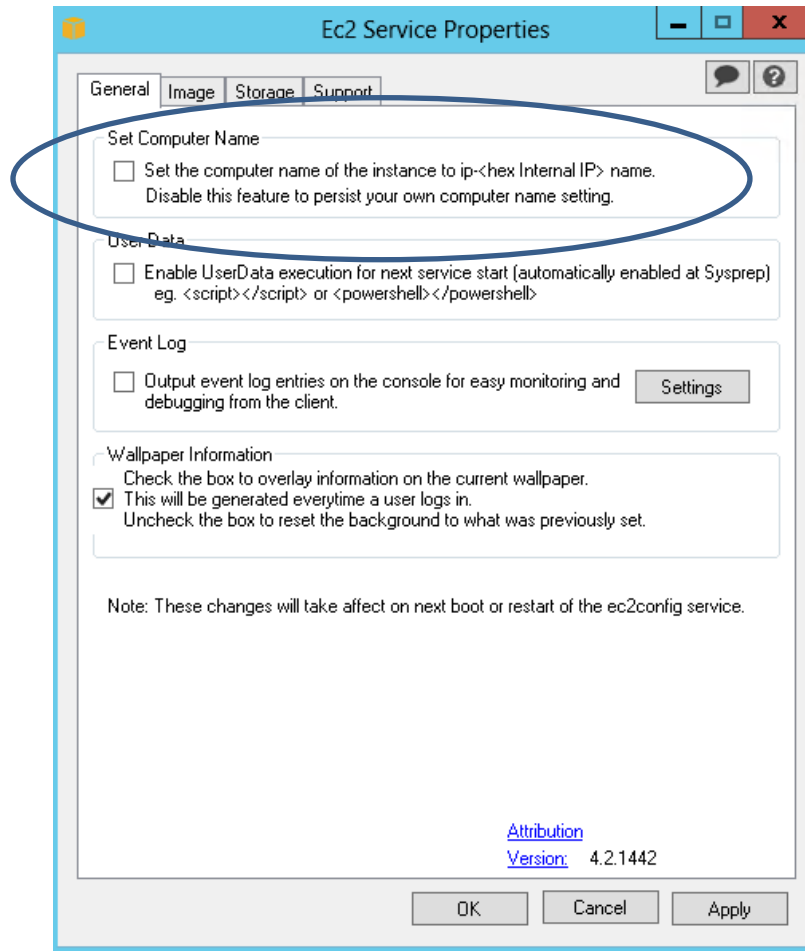 Ec2 Service Properties
General Image Storage Support
Set Computer Name
Set the computer name of the instance to ip-<hex Internal IP> name.
Disable this feature to persist your own computer name setting.
User Data
Enable UserData execution for next service start (automatically enabled at Sysprep)
eg. <script></script> or <powershell></powershell>
Event Log
Output event log entries on the console for easy monitoring and
debugging from the client.
Settings
Wallpaper Information
Check the box to overlay information on the current wallpaper.
This will be generated everytime a user logs in.
Uncheck the box to reset the background to what was previously set.
Note: These changes will take affect on next boot or restart of the ec2config service.
Attribution
Version: 4.2.1442
OK Cancel Apply